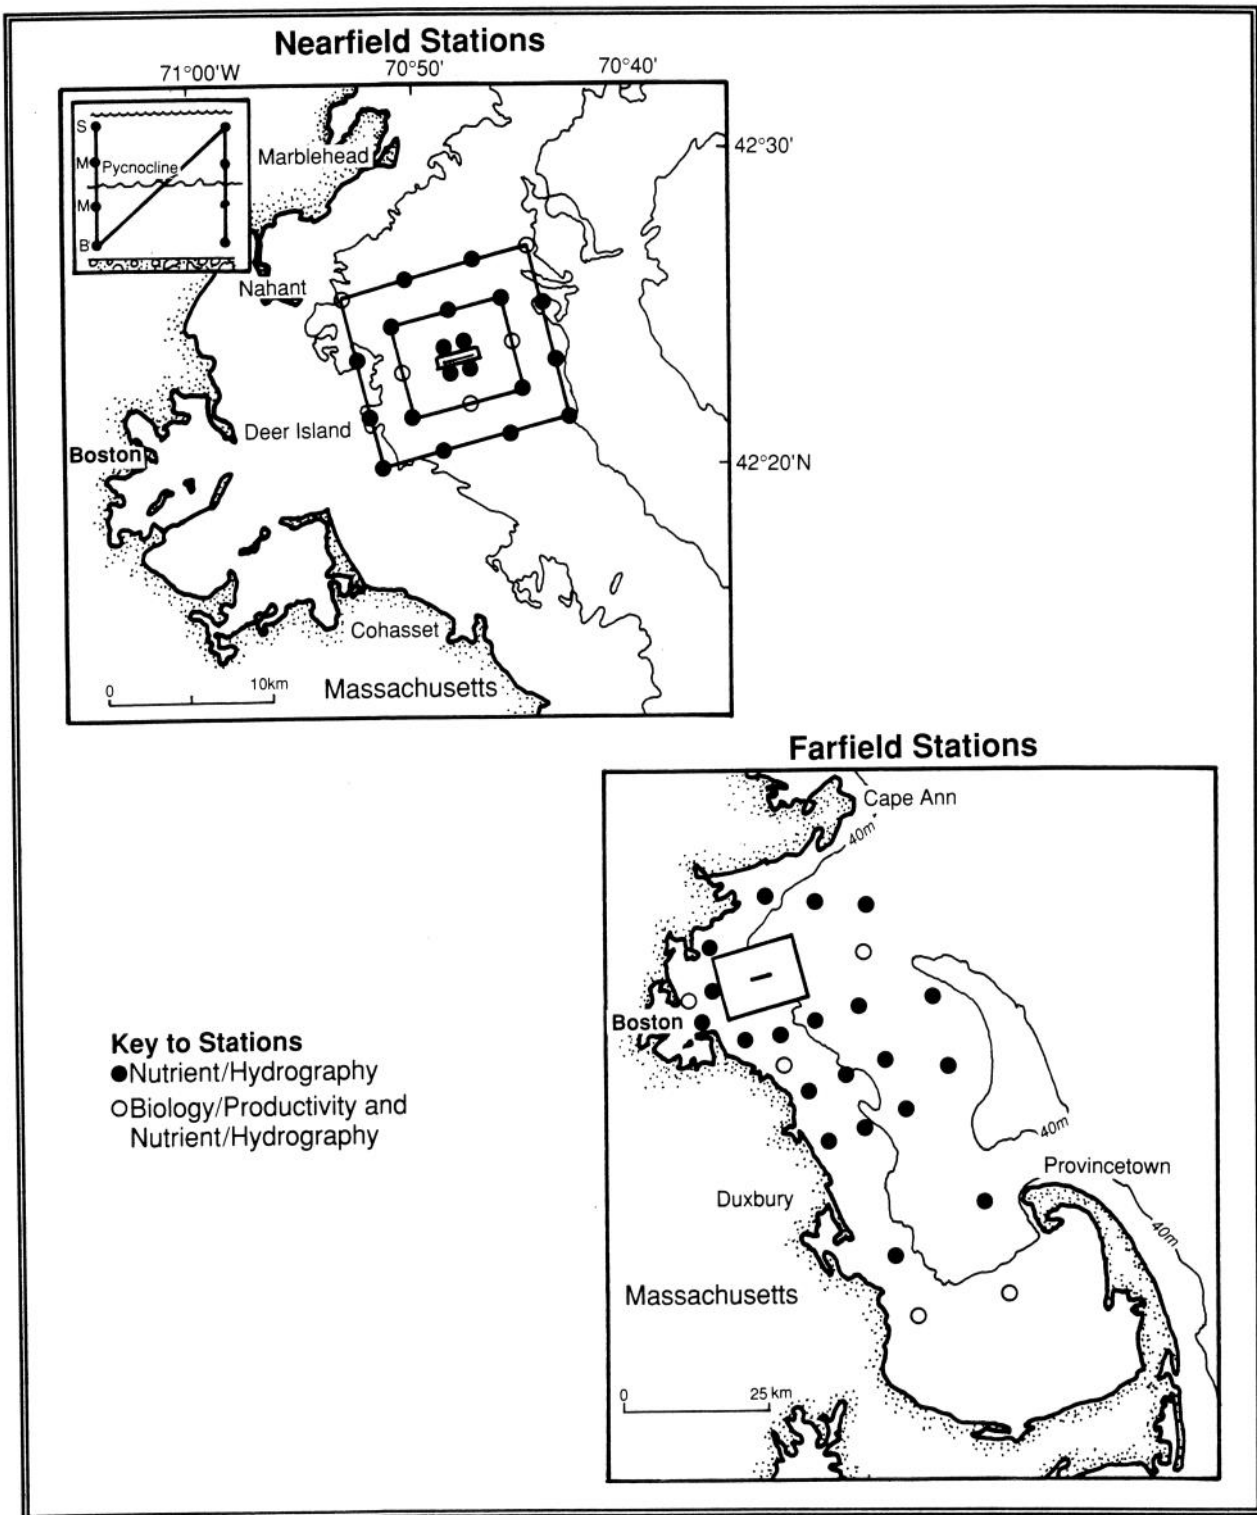 Nearfield Stations
71°00'W
70°50'
70°40'
42°30'
42°20'N
S
M
Pycnocline
M
B
Marblehead
Nahant
Deer Island
Boston
Cohasset
Massachusetts
0
10km
Farfield Stations
Cape Ann
40m
Boston
40m
Provincetown
40m
Duxbury
Massachusetts
0
25 km
Key to Stations
Nutrient/Hydrography
Biology/Productivity and
Nutrient/Hydrography